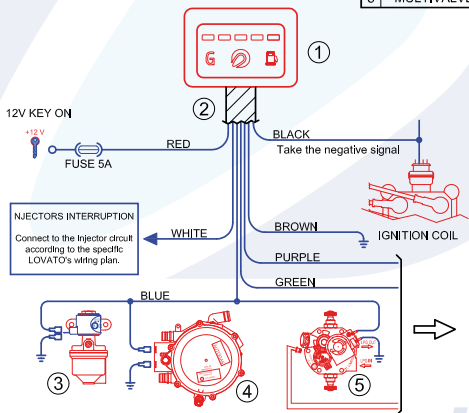 MULTIVALVE
G
1
2
12V KEY ON
+12 V
FUSE 5A
RED
BLACK
Take the negative signal
IGNITION COIL
NJECTORS INTERRUPTION
Connect to the Injector circuit
according to the specific
LOVATO's wiring plan.
WHITE
BROWN
PURPLE
GREEN
BLUE
3
4
5